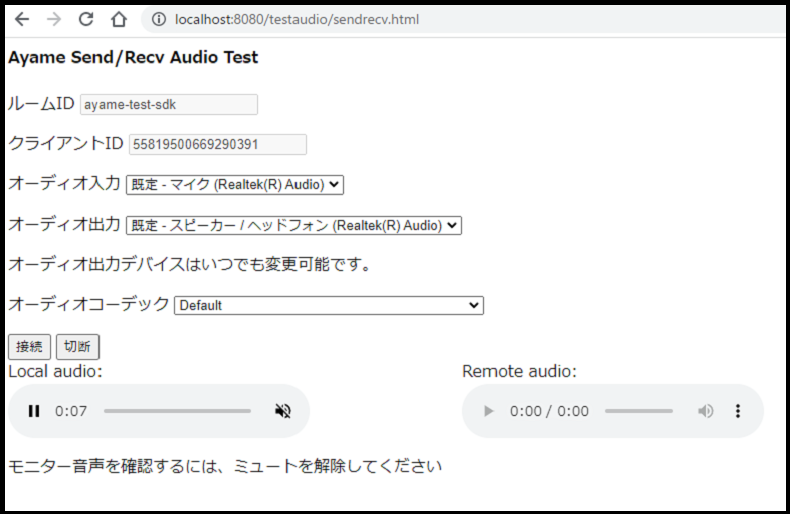 localhost:8080/testaudio/sendrecv.html
Ayame Send/Recv Audio Test
ルームID ayame-test-sdk
クライアントID 55819500669290391
オーディオ入力 既定 - マイク (Realtek(R) Audio)
オーディオ出力 既定 - スピーカー / ヘッドフォン (Realtek(R) Audio)
オーディオ出力デバイスはいつでも変更可能です。
オーディオコーデック Default
接続 切断
Local audio: Remote audio:
0:07 0:00 / 0:00
モニター音声を確認するには、ミュートを解除してください